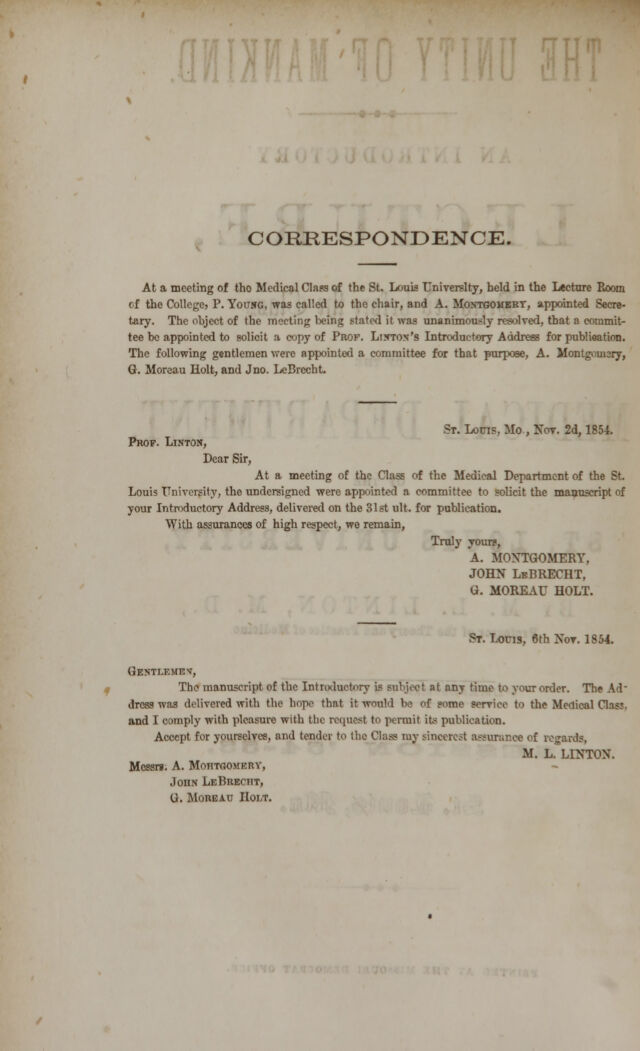 CORRESPONDENCE.
At a meeting of the Medical Class of the St. Louis University, held in the Lecture Room
of the College, P. YOUNG, was called to the chair, and A. MONTGOMERY, appointed Secre-
tary. The object of the meeting being stated it was unanimously resolved, that a commit-
tee be appointed to solicit a copy of PROF. LINTON'S Introductory Address for publication.
The following gentlemen were appointed a committee for that purpose, A. Montgomery,
G. Moreau Holt, and Jno. LeBrecht.
ST. LOUIS, Mo., Nov. 2d, 1854.
PROF. LINTON,
Dear Sir,
At a meeting of the Class of the Medical Department of the St.
Louis University, the undersigned were appointed a committee to solicit the manuscript of
your Introductory Address, delivered on the 31st ult. for publication.
With assurances of high respect, we remain,
Truly yours,
A. MONTGOMERY,
JOHN LEBRECHT,
G. MOREAU HOLT.
ST. LOUIS, 6th Nov. 1854.
GENTLEMEN,
The manuscript of the Introductory is subject at any time to your order. The Ad-
dress was delivered with the hope that it would be of some service to the Medical Class,
and I comply with pleasure with the request to permit its publication.
Accept for yourselves, and tender to the Class my sincerest assurance of regards,
M. L. LINTON.
Messrs. A. MOHTGOMERY,
JOHN LEBRECHT,
G. MOREAU HOLT.